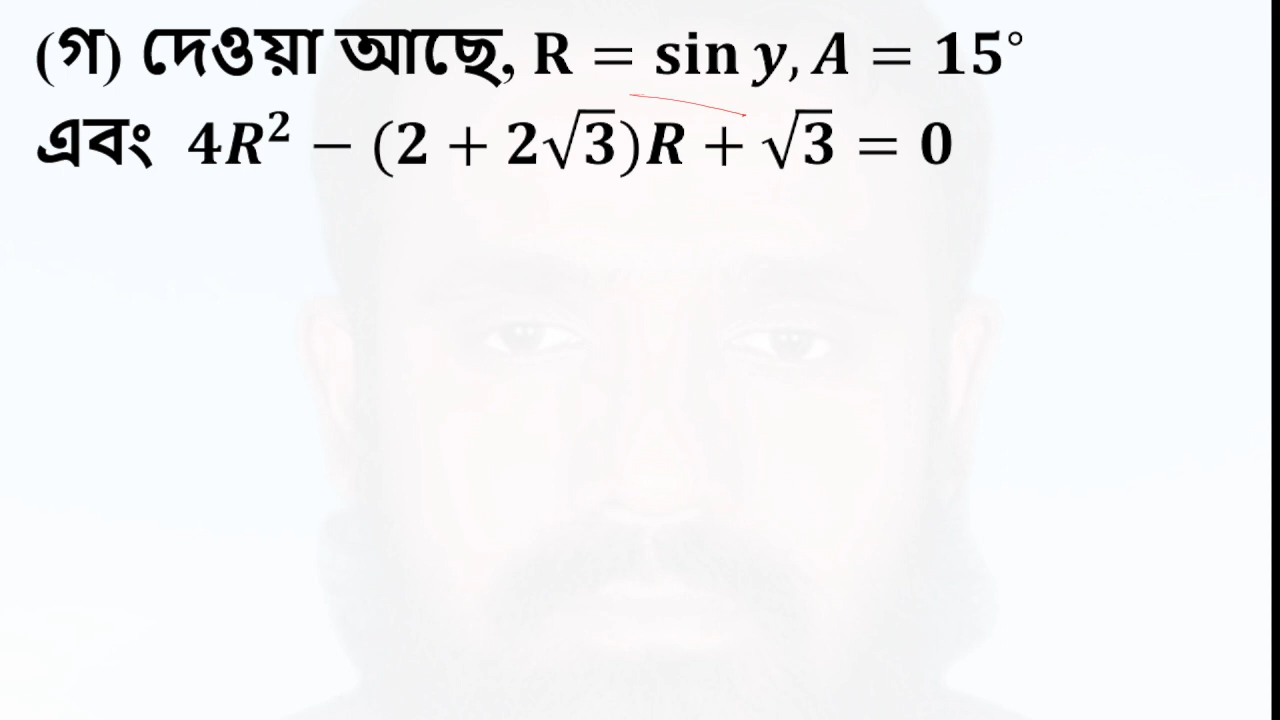 (গ) দেওয়া আছে, R = sin y, A = 15°
এবং 4R² − (2 + 2√3)R + √3 = 0